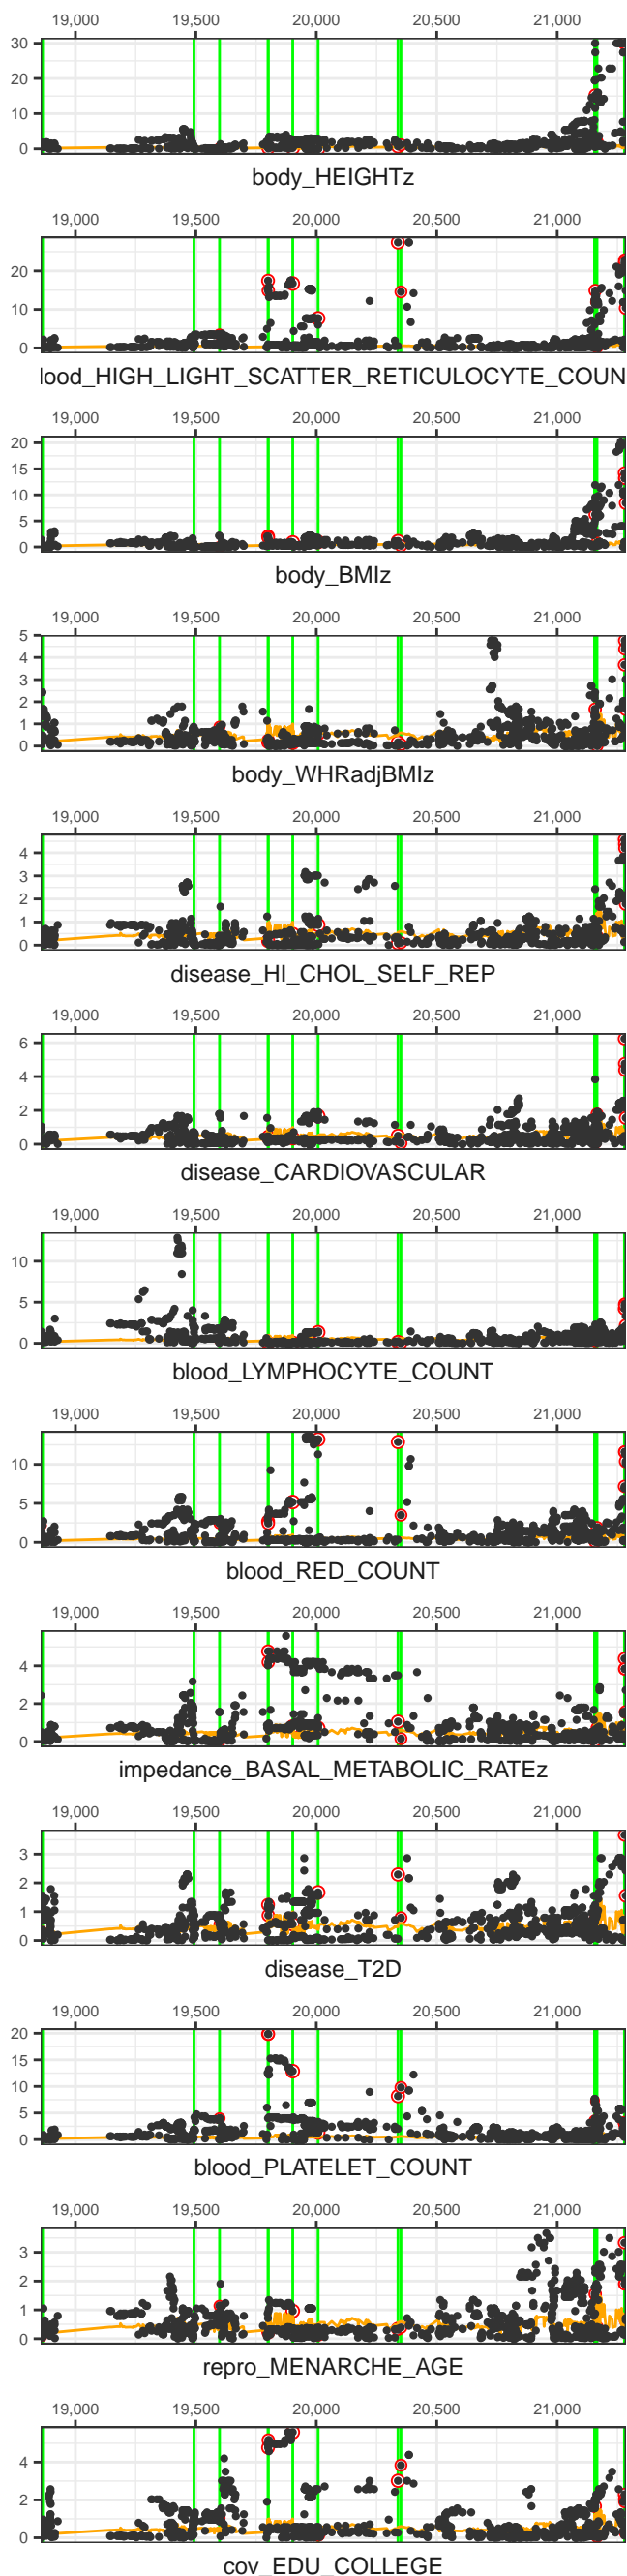 19,000 19,500 20,000 20,500 21,000
30
20
10
0
body_HEIGHTz
19,000 19,500 20,000 20,500 21,000
20
10
0
lood_HIGH_LIGHT_SCATTER_RETICULOCYTE_COUN
19,000 19,500 20,000 20,500 21,000
20
15
10
5
0
body_BMIz
19,000 19,500 20,000 20,500 21,000
5
4
3
2
1
0
body_WHRadjBMIz
19,000 19,500 20,000 20,500 21,000
4
3
2
1
0
disease_HI_CHOL_SELF_REP
19,000 19,500 20,000 20,500 21,000
6
4
2
0
disease_CARDIOVASCULAR
19,000 19,500 20,000 20,500 21,000
10
5
0
blood_LYMPHOCYTE_COUNT
19,000 19,500 20,000 20,500 21,000
10
5
0
blood_RED_COUNT
19,000 19,500 20,000 20,500 21,000
4
2
0
impedance_BASAL_METABOLIC_RATEz
19,000 19,500 20,000 20,500 21,000
3
2
1
0
disease_T2D
19,000 19,500 20,000 20,500 21,000
20
15
10
5
0
blood_PLATELET_COUNT
19,000 19,500 20,000 20,500 21,000
3
2
1
0
repro_MENARCHE_AGE
19,000 19,500 20,000 20,500 21,000
4
2
0
cov_EDU_COLLEGE